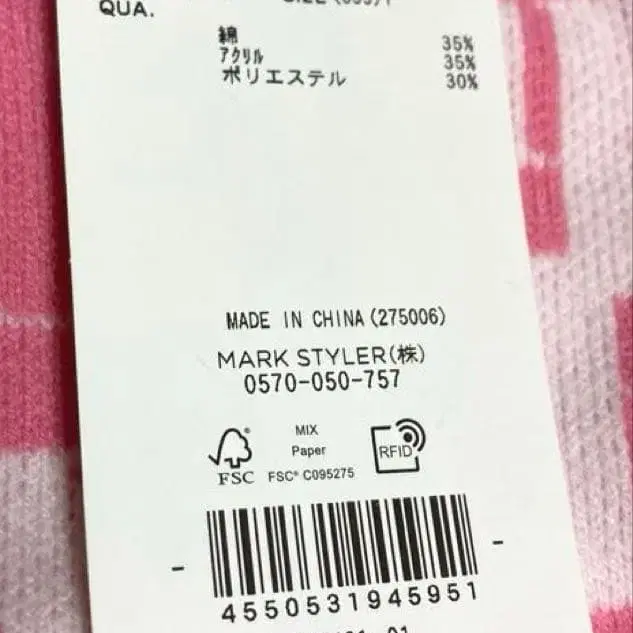 QUA.
綿 35%
アクリル 35%
ポリエステル 30%
MADE IN CHINA(275006)
MARK STYLER(株)
0570-050-757
MIX
Paper
FSC FSC® C095275
RFID
4550531945951